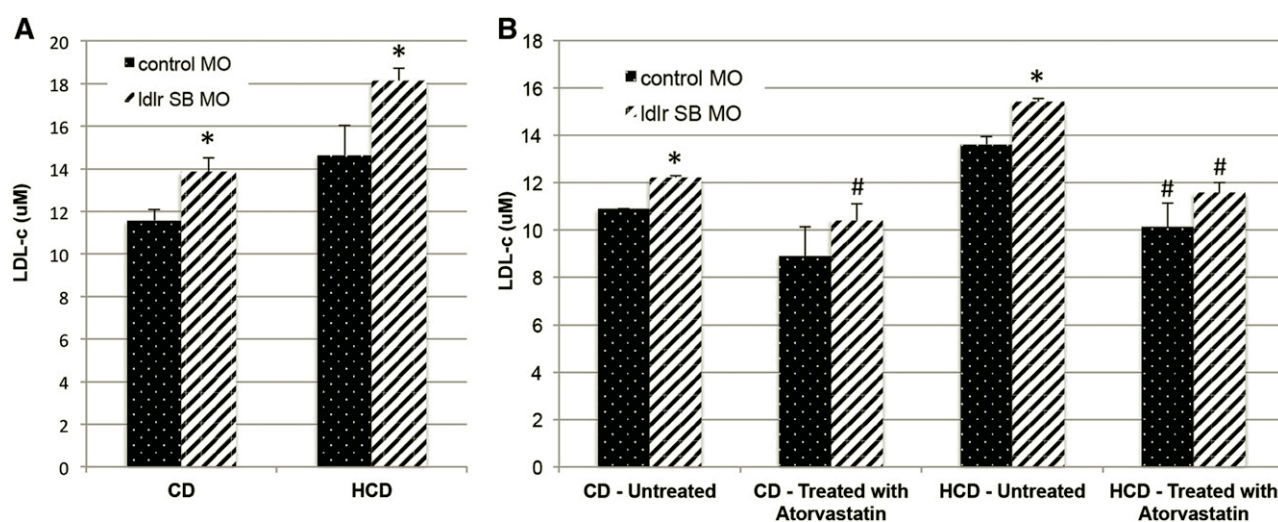 A
20
18
16
14
12
10
8
6
4
2
0
LDL-c (uM)
control MO
ldlr SB MO
*
*
CD
HCD
B
18
16
14
12
10
8
6
4
2
0
LDL-c (uM)
control MO
ldlr SB MO
*
#
*
#
#
CD - Untreated
CD - Treated with
Atorvastatin
HCD - Untreated
HCD - Treated with
Atorvastatin